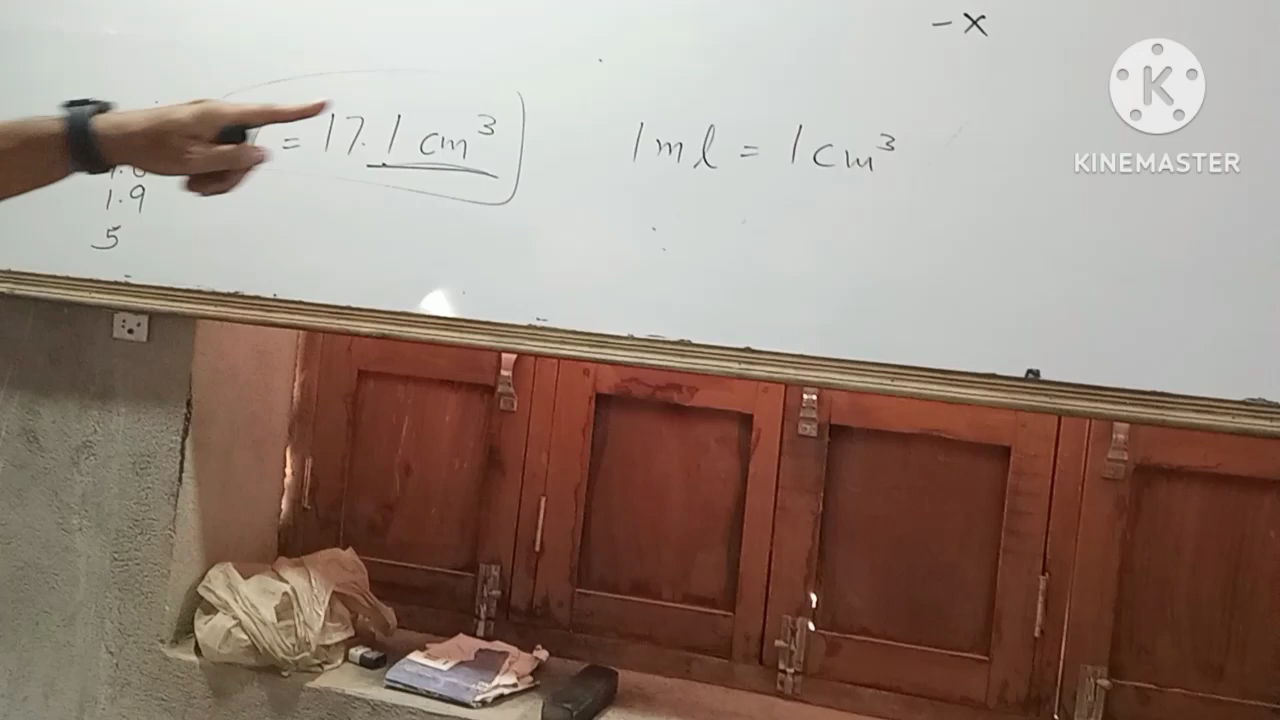 -x
= 17.1 cm³
1 ml = 1 cm³
1.9
5
KINEMASTER